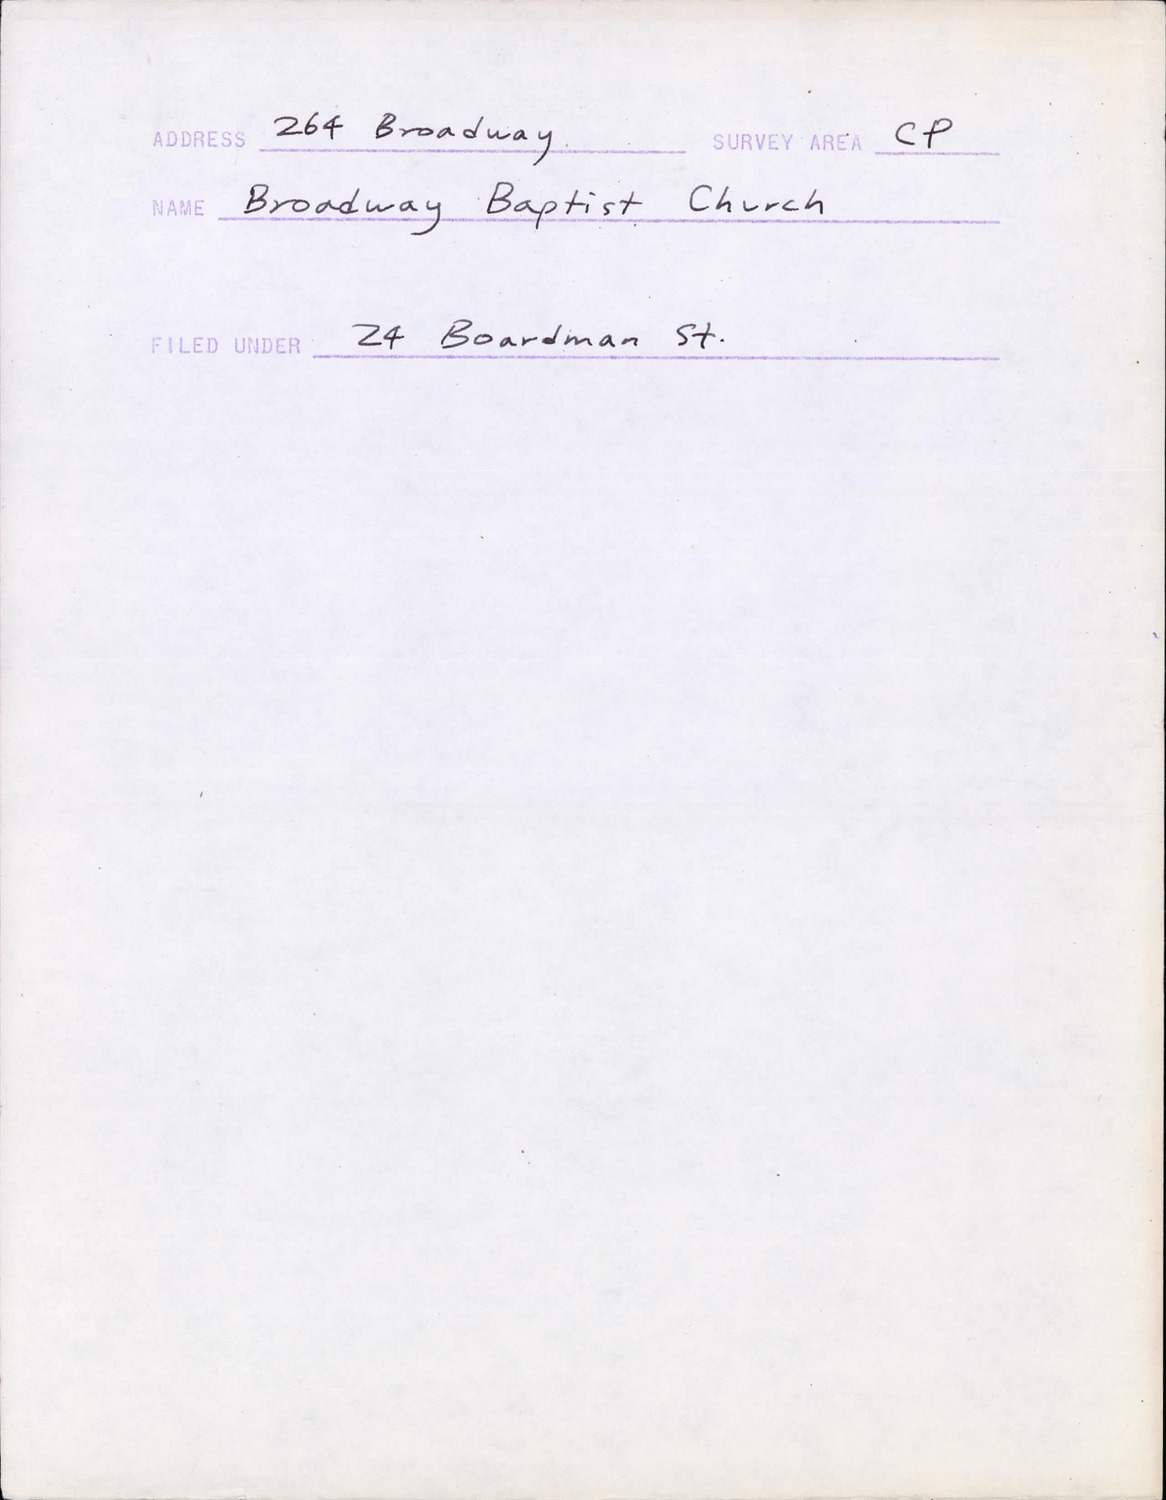 ADDRESS 264 Broadway SURVEY AREA CP
NAME Broadway Baptist Church
FILED UNDER 24 Boardman St.